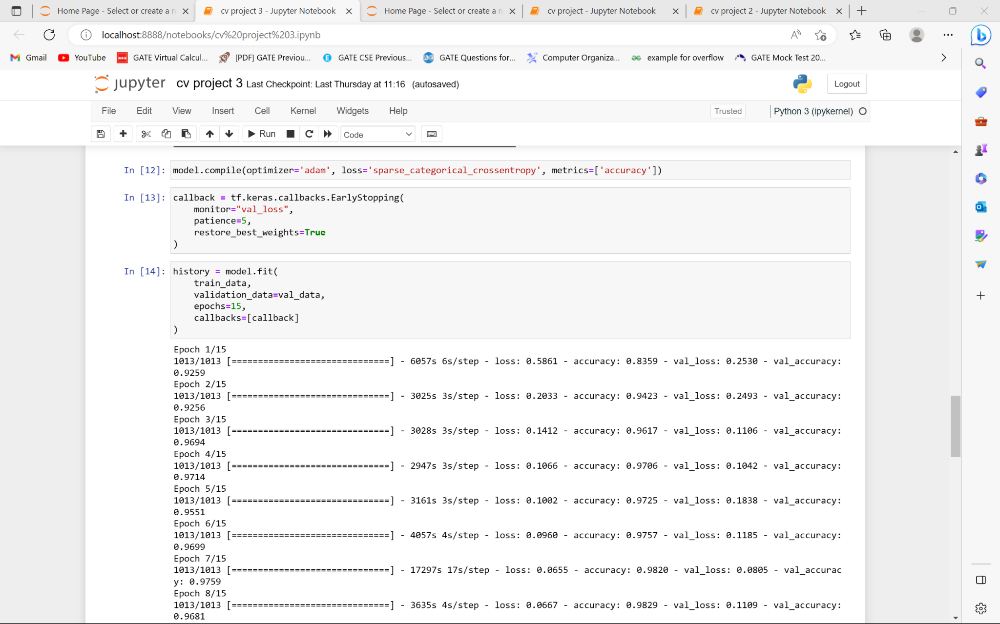 Home Page - Select or create a n
cv project 3 - Jupyter Notebook
Home Page - Select or create a n
cv project - Jupyter Notebook
cv project 2 - Jupyter Notebook
localhost:8888/notebooks/cv%20project%203.ipynb
Gmail
YouTube
GATE Virtual Calcul...
[PDF] GATE Previou...
GATE CSE Previous...
GATE Questions for...
Computer Organiza...
example for overflow
GATE Mock Test 20...
jupyter cv project 3 Last Checkpoint: Last Thursday at 11:16 (autosaved)
Logout
File Edit View Insert Cell Kernel Widgets Help
Trusted
Python 3 (ipykernel)
Run
Code
In [12]: model.compile(optimizer='adam', loss='sparse_categorical_crossentropy', metrics=['accuracy'])
In [13]: callback = tf.keras.callbacks.EarlyStopping(
    monitor="val_loss",
    patience=5,
    restore_best_weights=True
)
In [14]: history = model.fit(
    train_data,
    validation_data=val_data,
    epochs=15,
    callbacks=[callback]
)
Epoch 1/15
1013/1013 [==============================] - 6057s 6s/step - loss: 0.5861 - accuracy: 0.8359 - val_loss: 0.2530 - val_accuracy:
0.9259
Epoch 2/15
1013/1013 [==============================] - 3025s 3s/step - loss: 0.2033 - accuracy: 0.9423 - val_loss: 0.2493 - val_accuracy:
0.9256
Epoch 3/15
1013/1013 [==============================] - 3028s 3s/step - loss: 0.1412 - accuracy: 0.9617 - val_loss: 0.1106 - val_accuracy:
0.9694
Epoch 4/15
1013/1013 [==============================] - 2947s 3s/step - loss: 0.1066 - accuracy: 0.9706 - val_loss: 0.1042 - val_accuracy:
0.9714
Epoch 5/15
1013/1013 [==============================] - 3161s 3s/step - loss: 0.1002 - accuracy: 0.9725 - val_loss: 0.1838 - val_accuracy:
0.9551
Epoch 6/15
1013/1013 [==============================] - 4057s 4s/step - loss: 0.0960 - accuracy: 0.9757 - val_loss: 0.1185 - val_accuracy:
0.9699
Epoch 7/15
1013/1013 [==============================] - 17297s 17s/step - loss: 0.0655 - accuracy: 0.9820 - val_loss: 0.0805 - val_accurac
y: 0.9759
Epoch 8/15
1013/1013 [==============================] - 3635s 4s/step - loss: 0.0667 - accuracy: 0.9829 - val_loss: 0.1109 - val_accuracy:
0.9681